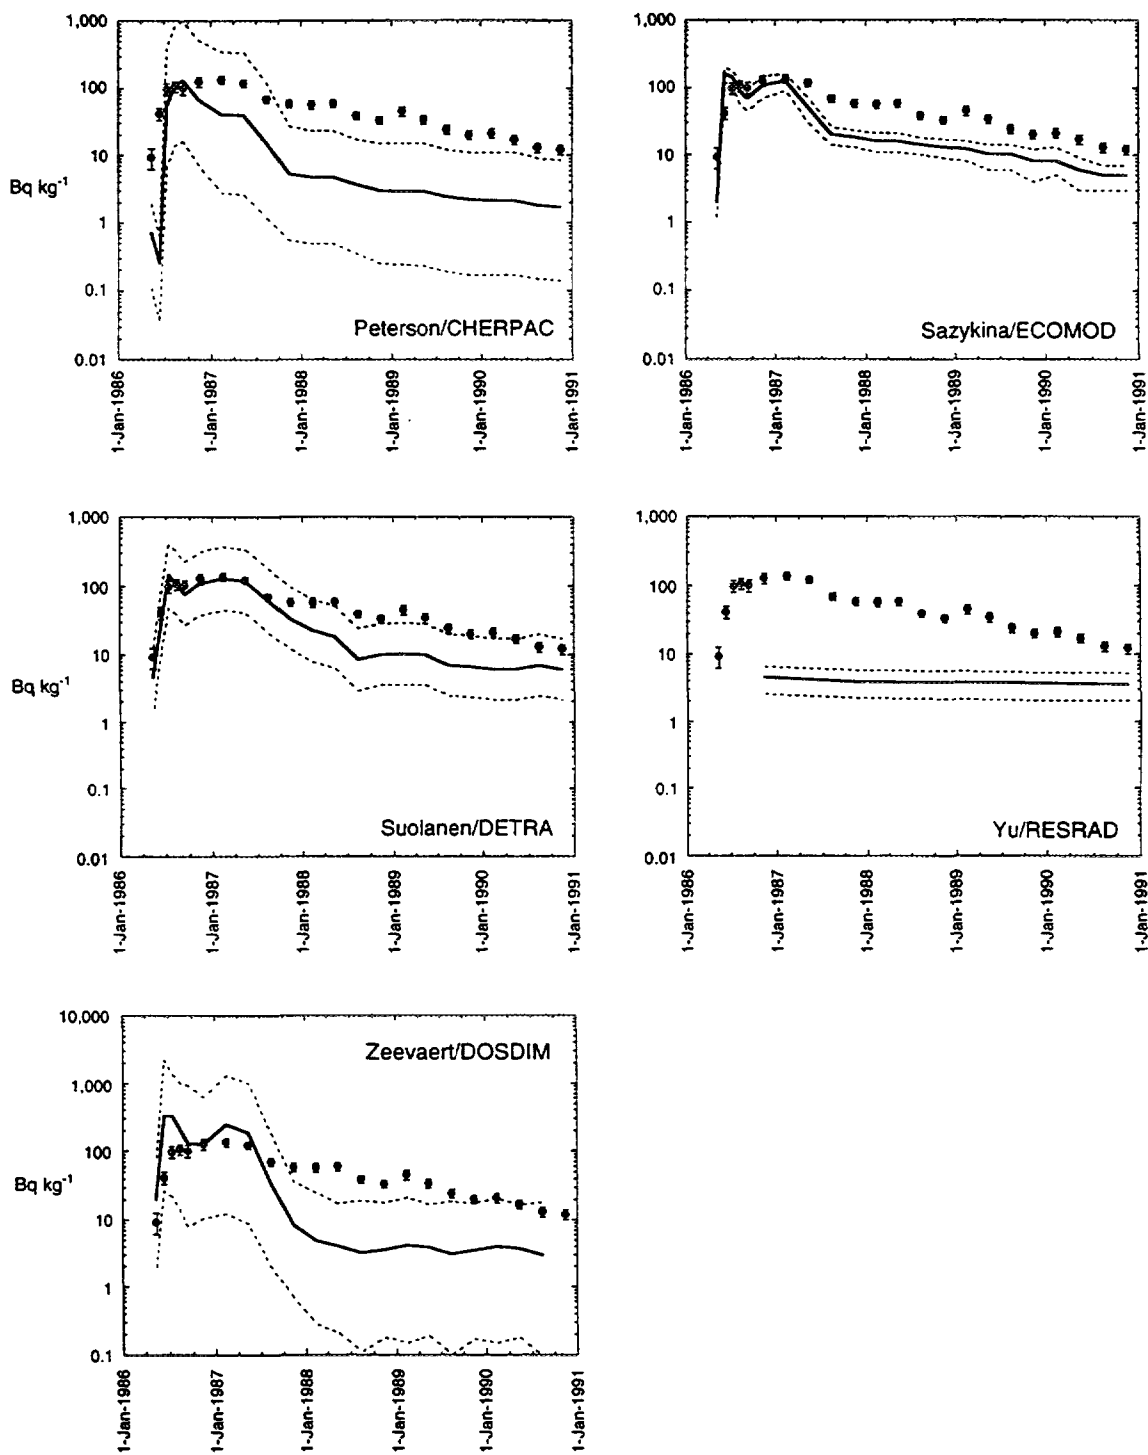 1,000
100
10
1
0.1
0.01
Bq kg⁻¹
Peterson/CHERPAC
1-Jan-1986
1-Jan-1987
1-Jan-1988
1-Jan-1989
1-Jan-1990
1-Jan-1991
1,000
100
10
1
0.1
0.01
Sazykina/ECOMOD
1-Jan-1986
1-Jan-1987
1-Jan-1988
1-Jan-1989
1-Jan-1990
1-Jan-1991
1,000
100
10
1
0.1
0.01
Bq kg⁻¹
Suolanen/DETRA
1-Jan-1986
1-Jan-1987
1-Jan-1988
1-Jan-1989
1-Jan-1990
1-Jan-1991
1,000
100
10
1
0.1
0.01
Yu/RESRAD
1-Jan-1986
1-Jan-1987
1-Jan-1988
1-Jan-1989
1-Jan-1990
1-Jan-1991
10,000
1,000
100
10
1
0.1
Bq kg⁻¹
Zeevaert/DOSDIM
1-Jan-1986
1-Jan-1987
1-Jan-1988
1-Jan-1989
1-Jan-1990
1-Jan-1991